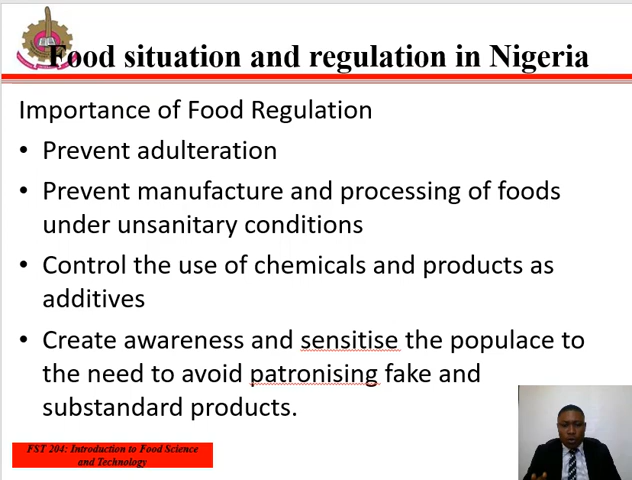 Food situation and regulation in Nigeria
Importance of Food Regulation
• Prevent adulteration
• Prevent manufacture and processing of foods
under unsanitary conditions
• Control the use of chemicals and products as
additives
• Create awareness and sensitise the populace to
the need to avoid patronising fake and
substandard products.
FST 204: Introduction to Food Science
and Technology